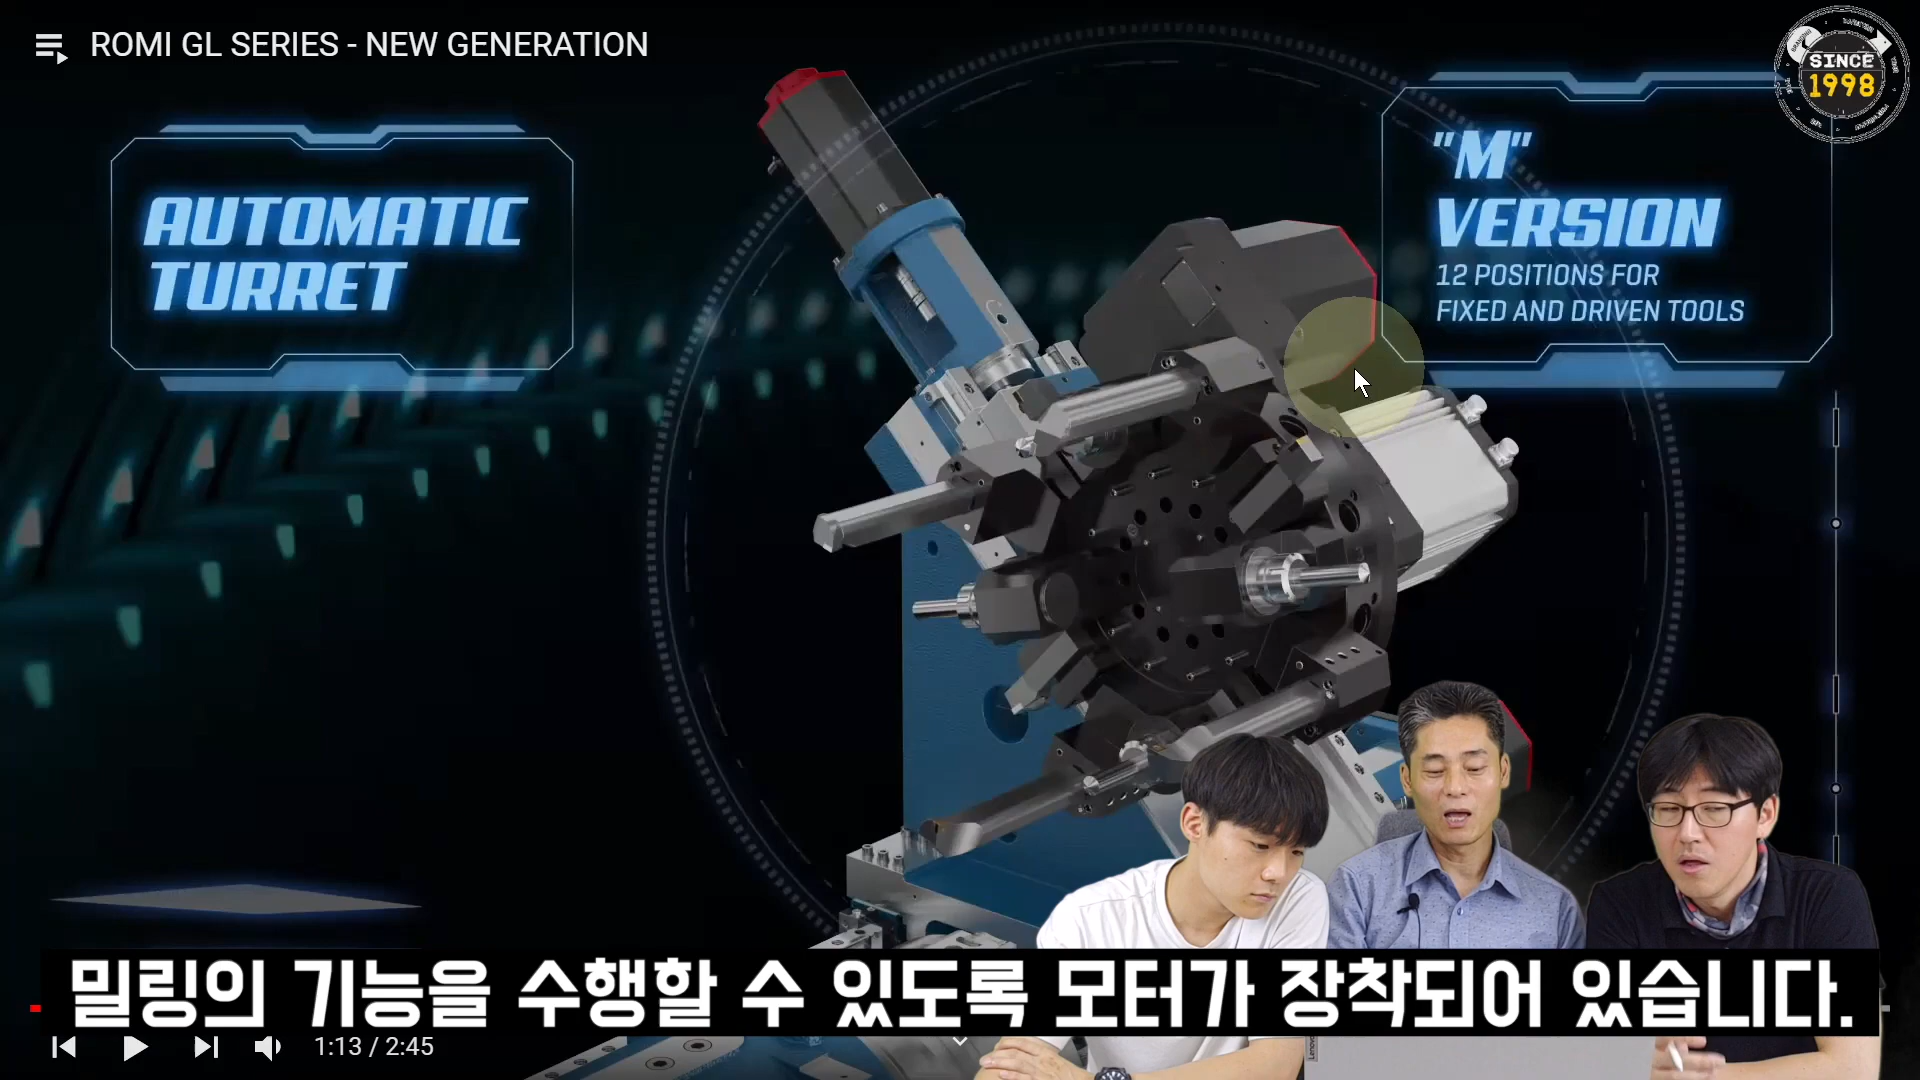 ROMI GL SERIES - NEW GENERATION
SINCE
1998
AUTOMATIC
TURRET
"M"
VERSION
12 POSITIONS FOR
FIXED AND DRIVEN TOOLS
밀링의 기능을 수행할 수 있도록 모터가 장착되어 있습니다.
1:13 / 2:45
Lenovo